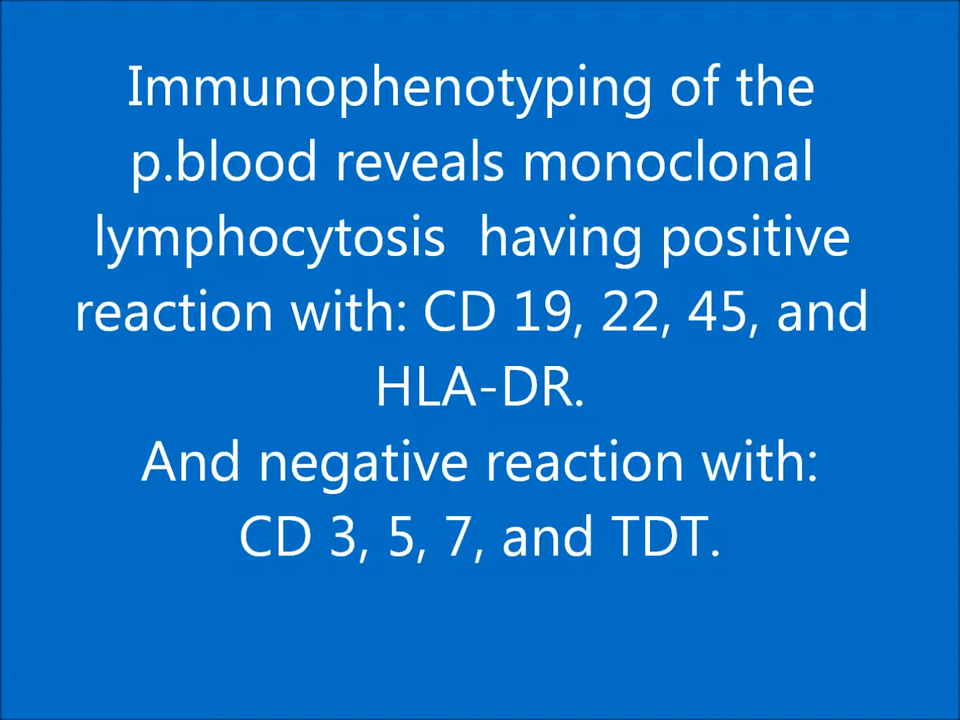 Immunophenotyping of the
p.blood reveals monoclonal
lymphocytosis  having positive
reaction with: CD 19, 22, 45, and
HLA-DR.
And negative reaction with:
CD 3, 5, 7, and TDT.